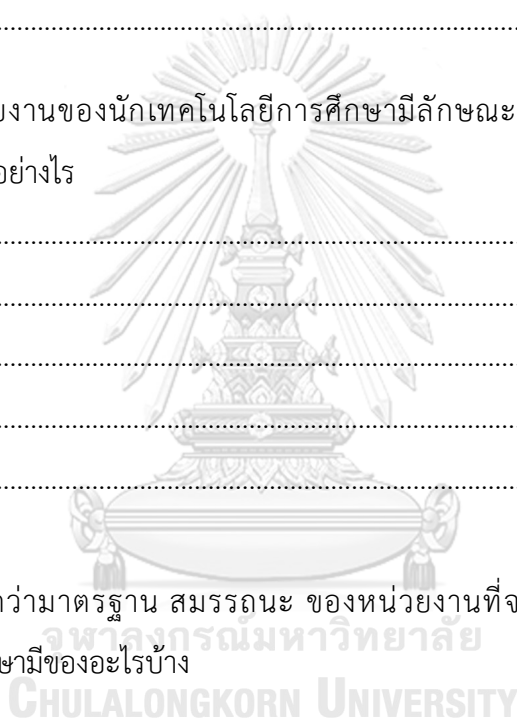 ................................................................
ยงานของนักเทคโนโลยีการศึกษามีลักษณะ
อย่างไร
................................................................
................................................................
................................................................
................................................................
................................................................
กว่ามาตรฐาน สมรรถนะ ของหน่วยงานที่จ
ษามีของอะไรบ้าง
จุฬาลงกรณ์มหาวิทยาลัย
CHULALONGKORN UNIVERSITY